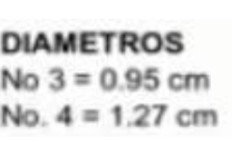 DIAMETROS
No 3 = 0.95 cm
No. 4 = 1.27 cm